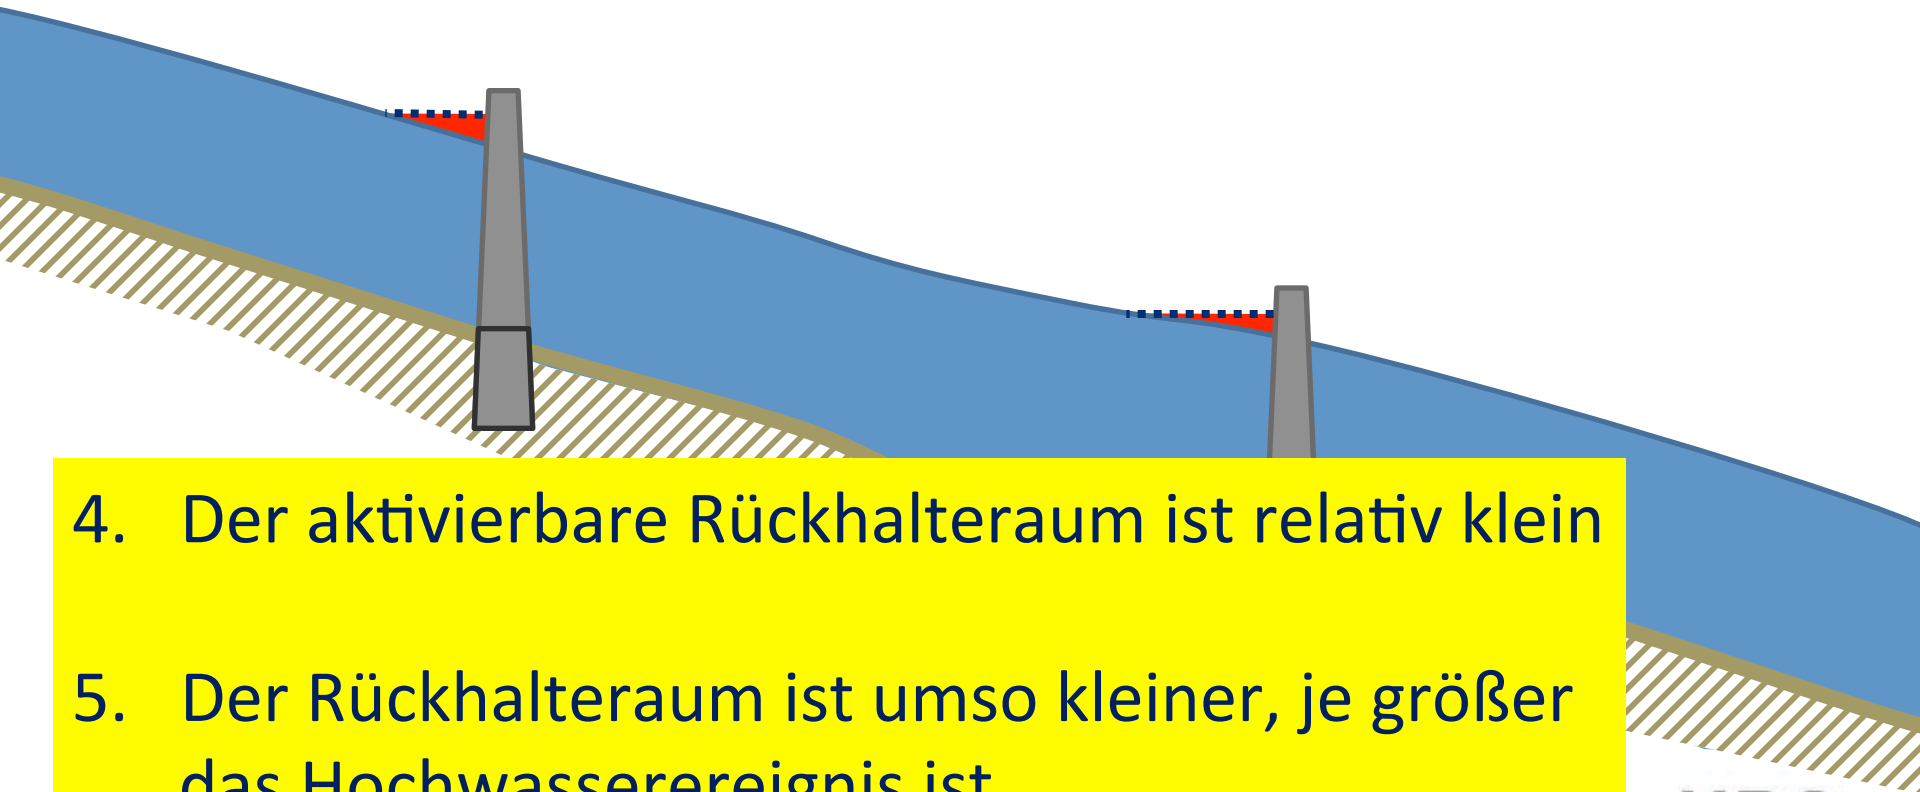 4. Der aktivierbare Rückhalteraum ist relativ klein
5. Der Rückhalteraum ist umso kleiner, je größer
das Hochwasserereignis ist